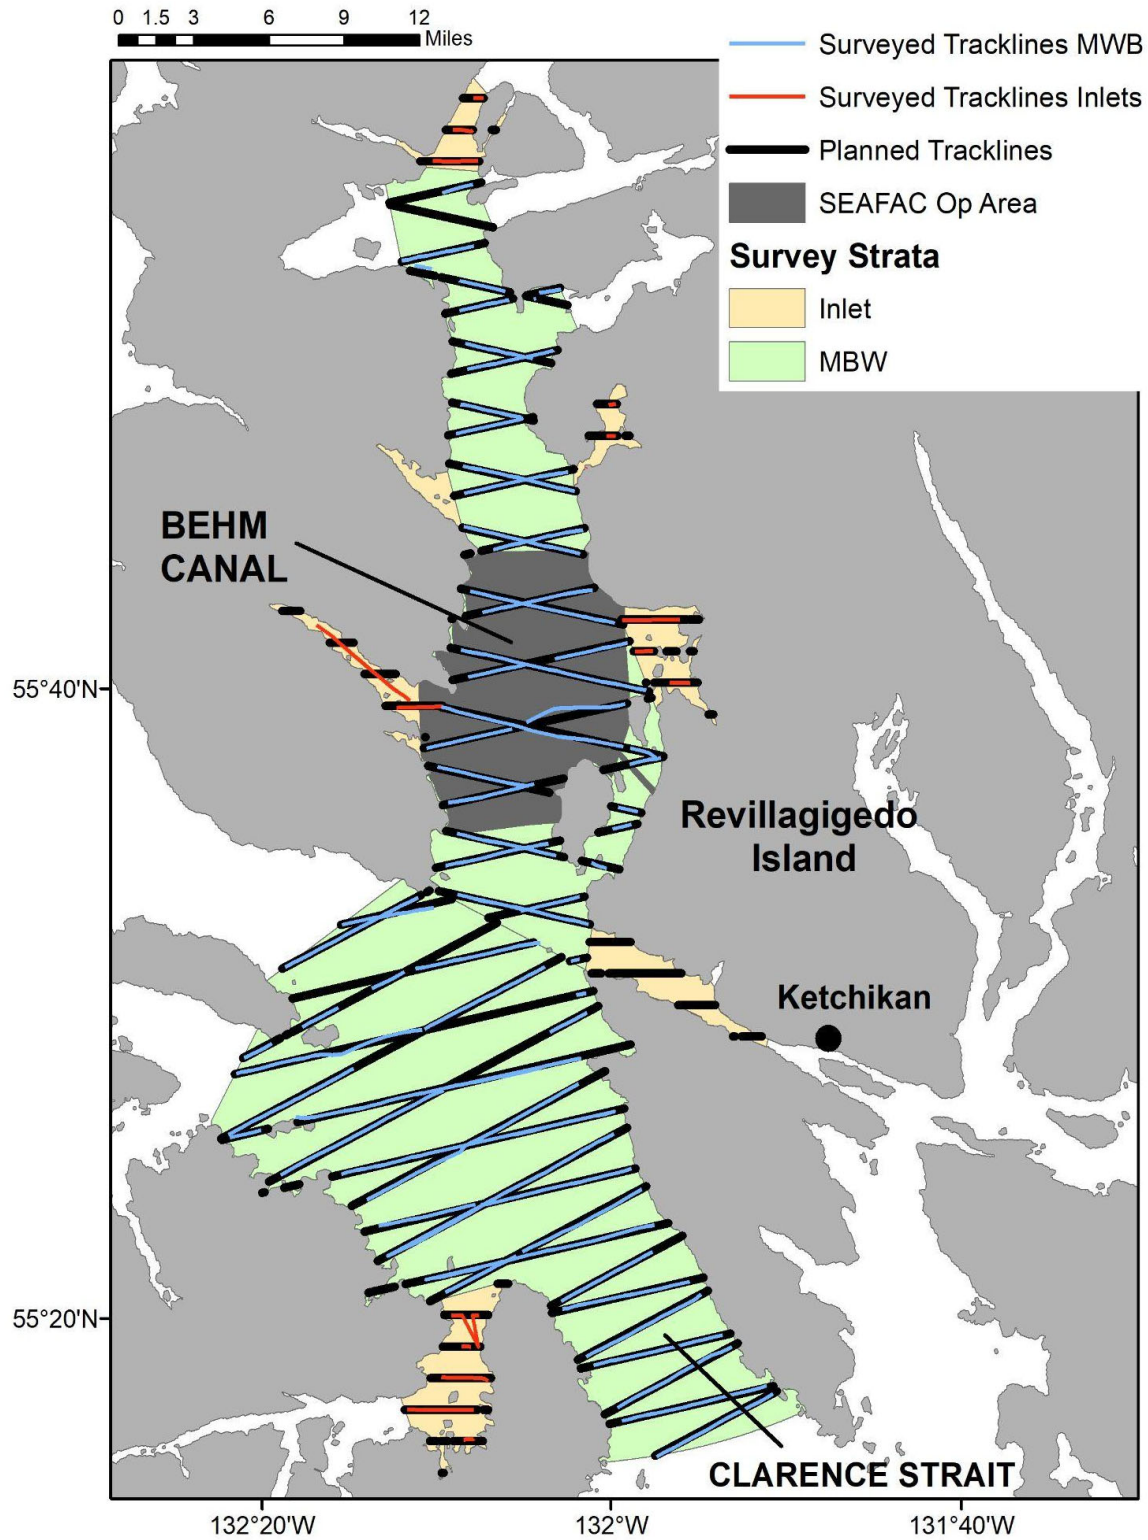 0 1.5 3 6 9 12
Miles
Surveyed Tracklines MWB
Surveyed Tracklines Inlets
Planned Tracklines
SEAFAC Op Area
Survey Strata
Inlet
MBW
BEHM
CANAL
55°40'N
Revillagigedo
Island
Ketchikan
55°20'N
CLARENCE STRAIT
132°20'W 132°W 131°40'W